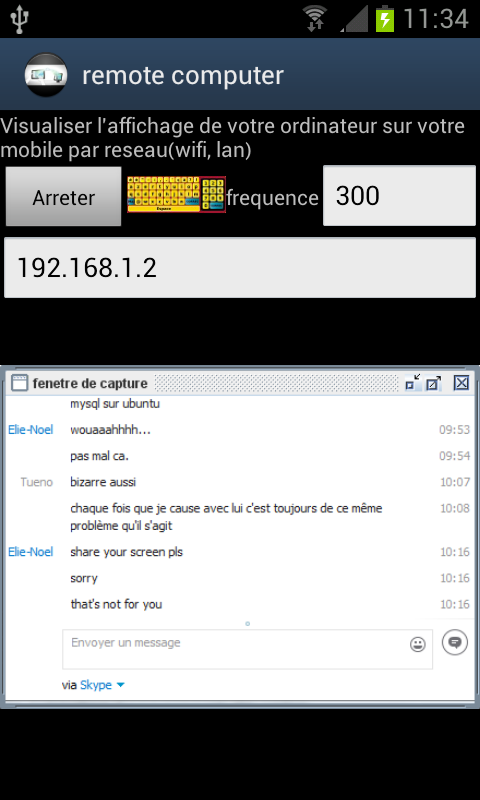 11:34
remote computer
Visualiser l'affichage de votre ordinateur sur votre
mobile par reseau(wifi, lan)
Arreter frequence 300
192.168.1.2
fenetre de capture
mysql sur ubuntu
Elie-Noel wouaaahhhh... 09:53
pas mal ca. 09:54
Tueno bizarre aussi 10:07
chaque fois que je cause avec lui c'est toujours de ce même 10:08
problème qu'il s'agit
Elie-Noel share your screen pls 10:16
sorry 10:16
that's not for you 10:16
Envoyer un message
via Skype